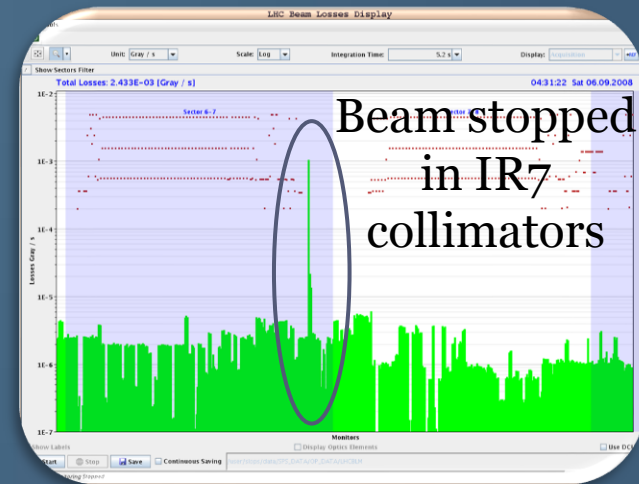 LHC Beam Losses Display
Unit: Gray / s Scale: Log Integration Time: 5.2 s Display: Acquisition
Show Sectors Filter
Total Losses: 2.433E-03 [Gray / s] 04:31:22 Sat 06.09.2008
1E-2
Sector 6-7
Beam stopped
in IR7
collimators
1E-3
1E-4
Losses Gray / s
1E-5
1E-6
1E-7
Monitors
Show Labels Display Optics Elements Use DCU
Start Stop Save Continuous Saving